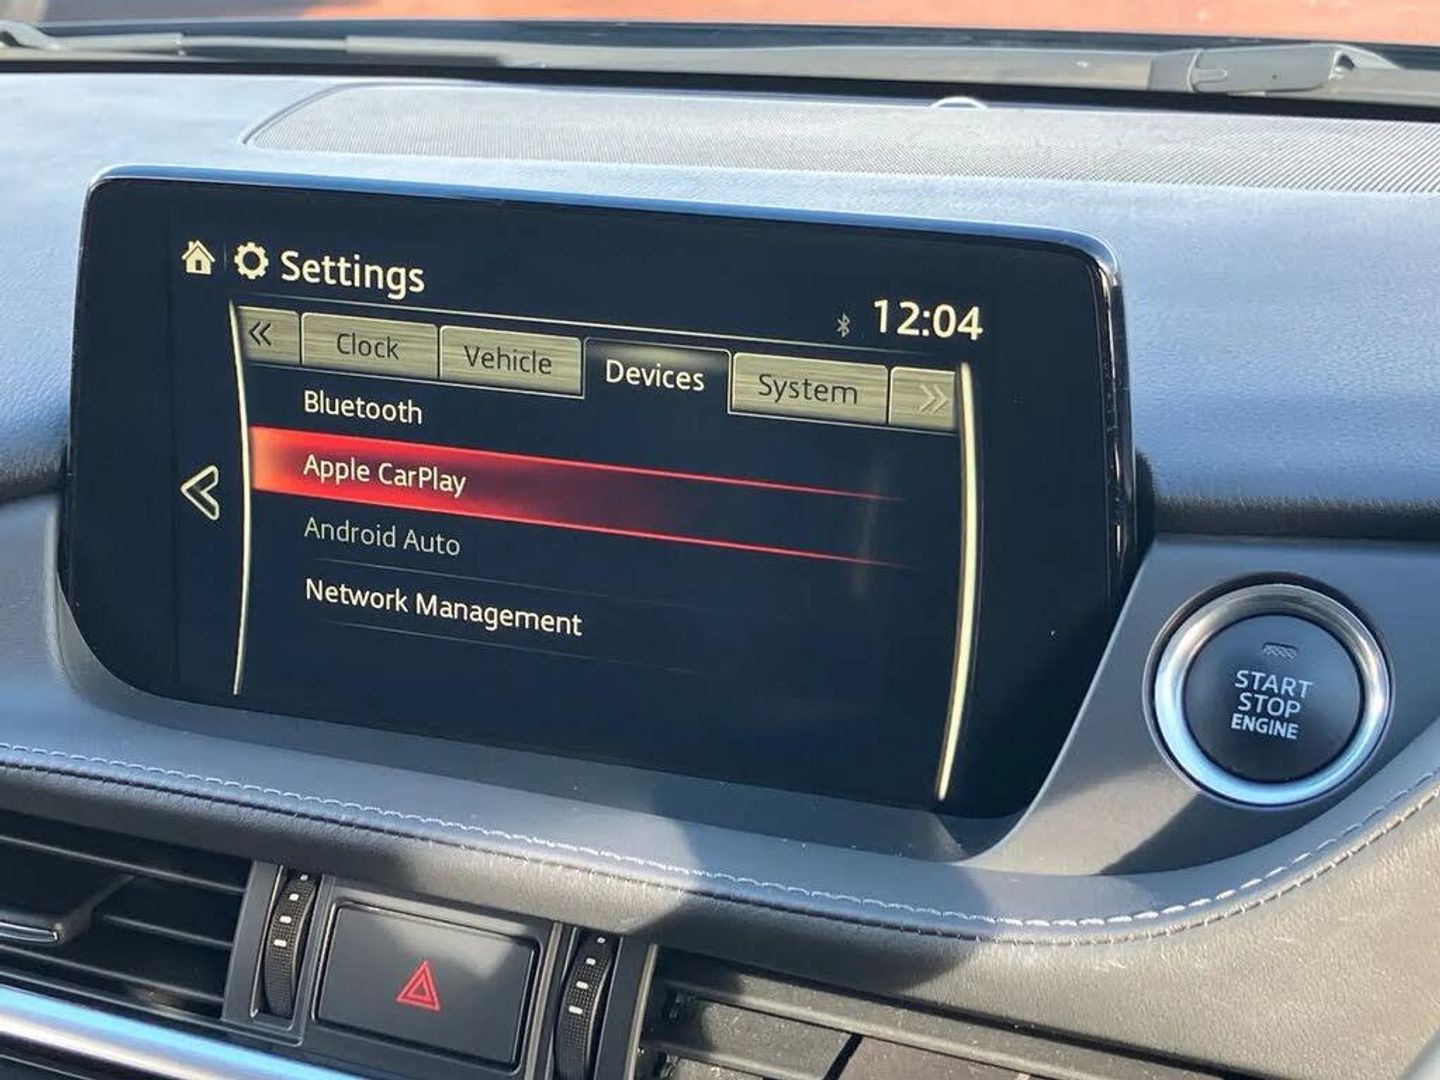 Settings
12:04
« Clock Vehicle Devices System »
Bluetooth
Apple CarPlay
Android Auto
Network Management
START
STOP
ENGINE